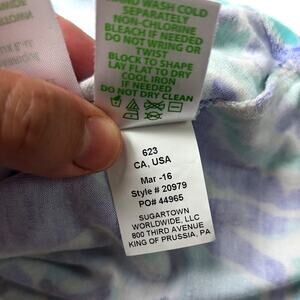 HAND WASH COLD
SEPARATELY
NON-CHLORINE
BLEACH IF NEEDED
DO NOT WRING OR
TWIST
BLOCK TO SHAPE
LAY FLAT TO DRY
COOL IRON
IF NEEDED
DO NOT DRY CLEAN
623
CA, USA
Mar -16
Style # 20979
PO# 44965
SUGARTOWN
WORLDWIDE, LLC
800 THIRD AVENUE
KING OF PRUSSIA, PA